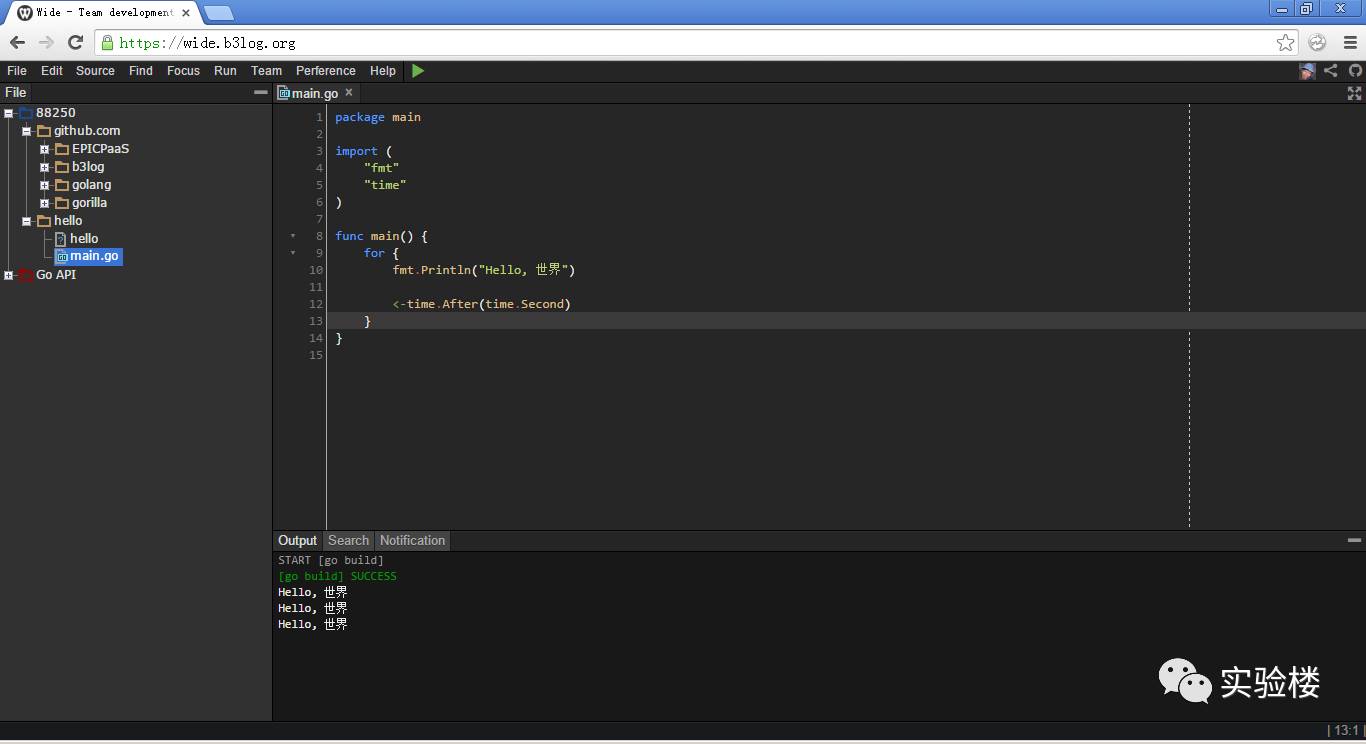 Wide - Team development
https://wide.b3log.org
File Edit Source Find Focus Run Team Perference Help
File
main.go
88250
github.com
EPICPaaS
b3log
golang
gorilla
hello
hello
main.go
Go API
1 package main
2
3 import (
4 "fmt"
5 "time"
6 )
7
8 func main() {
9 for {
10 fmt.Println("Hello, 世界")
11
12 <-time.After(time.Second)
13 }
14 }
15
Output Search Notification
START [go build]
[go build] SUCCESS
Hello, 世界
Hello, 世界
Hello, 世界
实验楼
| 13:1 |